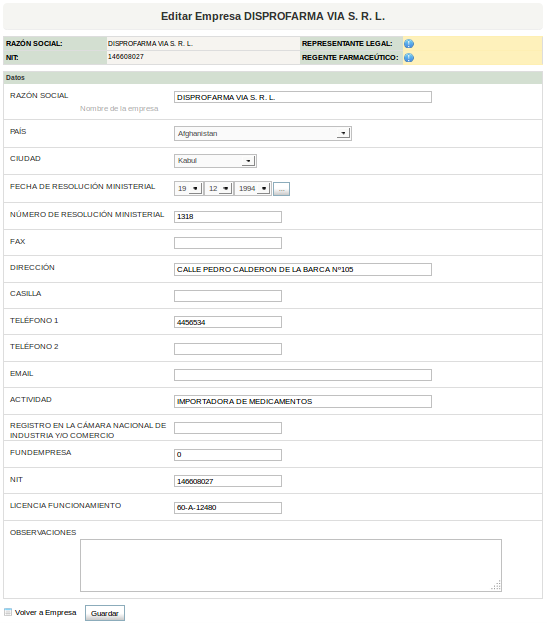 Editar Empresa DISPROFARMA VIA S. R. L.
RAZÓN SOCIAL: DISPROFARMA VIA S. R. L. REPRESENTANTE LEGAL:
NIT: 146608027 REGENTE FARMACEÚTICO:
Datos
RAZÓN SOCIAL DISPROFARMA VIA S. R. L.
Nombre de la empresa
PAÍS Afghanistan
CIUDAD Kabul
FECHA DE RESOLUCIÓN MINISTERIAL 19 12 1994 ...
NÚMERO DE RESOLUCIÓN MINISTERIAL 1318
FAX
DIRECCIÓN CALLE PEDRO CALDERON DE LA BARCA Nº105
CASILLA
TELÉFONO 1 4456534
TELÉFONO 2
EMAIL
ACTIVIDAD IMPORTADORA DE MEDICAMENTOS
REGISTRO EN LA CÁMARA NACIONAL DE
INDUSTRIA Y/O COMERCIO
FUNDEMPRESA 0
NIT 146608027
LICENCIA FUNCIONAMIENTO 60-A-12480
OBSERVACIONES
Volver a Empresa Guardar